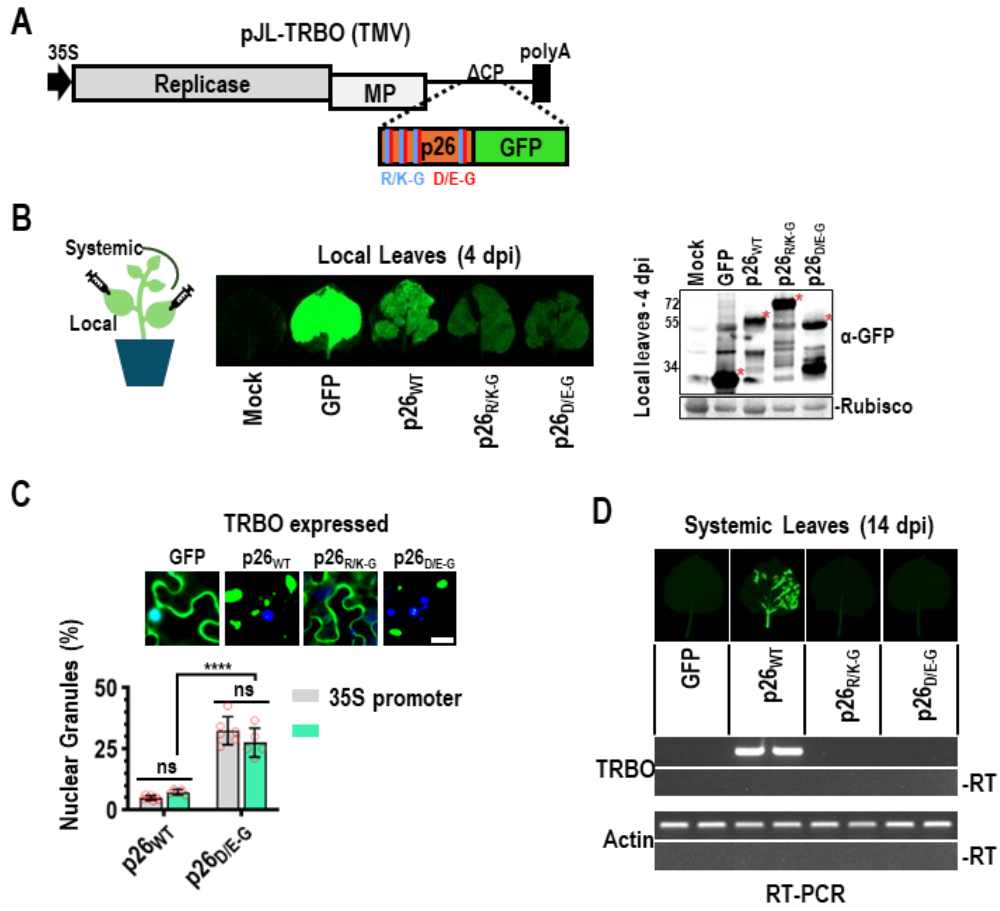 A
pJL-TRBO (TMV)
35S
polyA
ΔCP
Replicase
MP
p26
GFP
R/K-G D/E-G
B
Systemic
Local
Local Leaves (4 dpi)
Mock
GFP
p26WT
p26R/K-G
p26D/E-G
Local leaves - 4 dpi
Mock
GFP
p26WT
p26R/K-G
p26D/E-G
72
55
34
*
*
*
*
α-GFP
-Rubisco
C
TRBO expressed
GFP p26WT p26R/K-G p26D/E-G
Nuclear Granules (%)
50
25
0
ns
****
ns
35S promoter
p26WT
p26D/E-G
D
Systemic Leaves (14 dpi)
GFP
p26WT
p26R/K-G
p26D/E-G
TRBO
-RT
Actin
-RT
RT-PCR